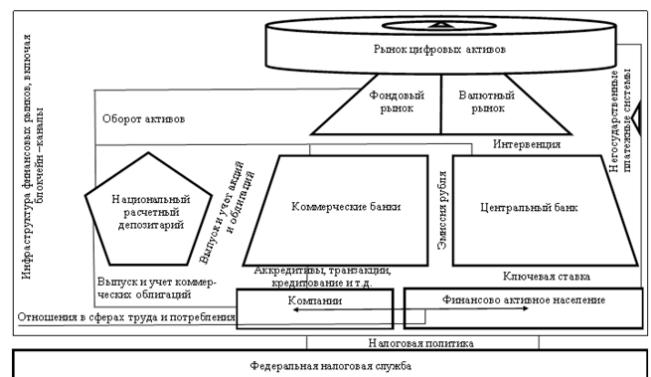 Рынок цифровых активов
Инфраструктура финансовых рынков, включая
блокчейн –каналы
Фондовый
рынок
Валютный
рынок
Негосударственные
платежные системы
Оборот активов
Интервенция
Национальный
расчетный
депозитарий
Выпуск и учет акций
и облигаций
Коммерческие банки
Эмиссия рубля
Центральный банк
Выпуск и учет коммер-
ческих облигаций
Аккредитивы, транзакции,
кредитование и т.д.
Ключевая ставка
Компании
Финансово активное население
Отношения в сферах труда и потребления
Налоговая политика
Федеральная налоговая служба